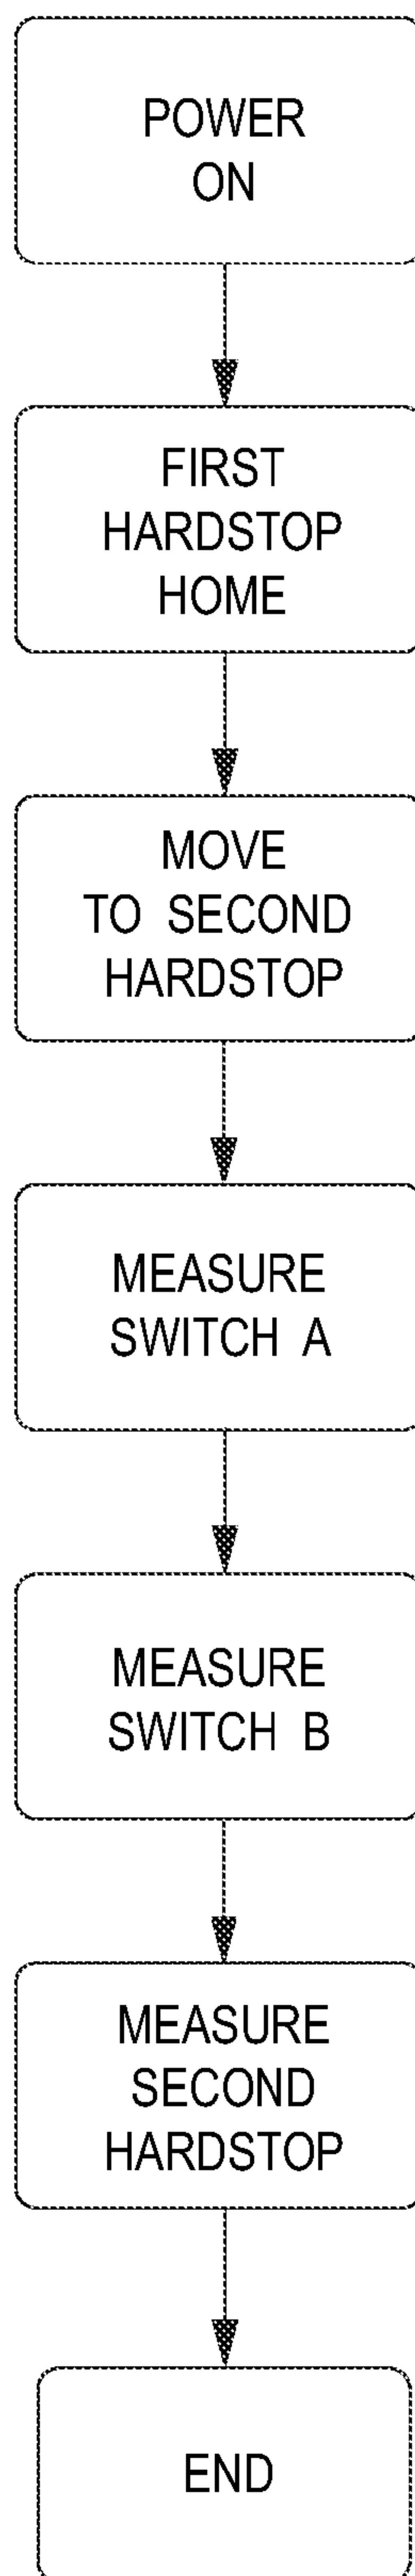 POWER
ON
FIRST
HARDSTOP
HOME
MOVE
TO SECOND
HARDSTOP
MEASURE
SWITCH A
MEASURE
SWITCH B
MEASURE
SECOND
HARDSTOP
END